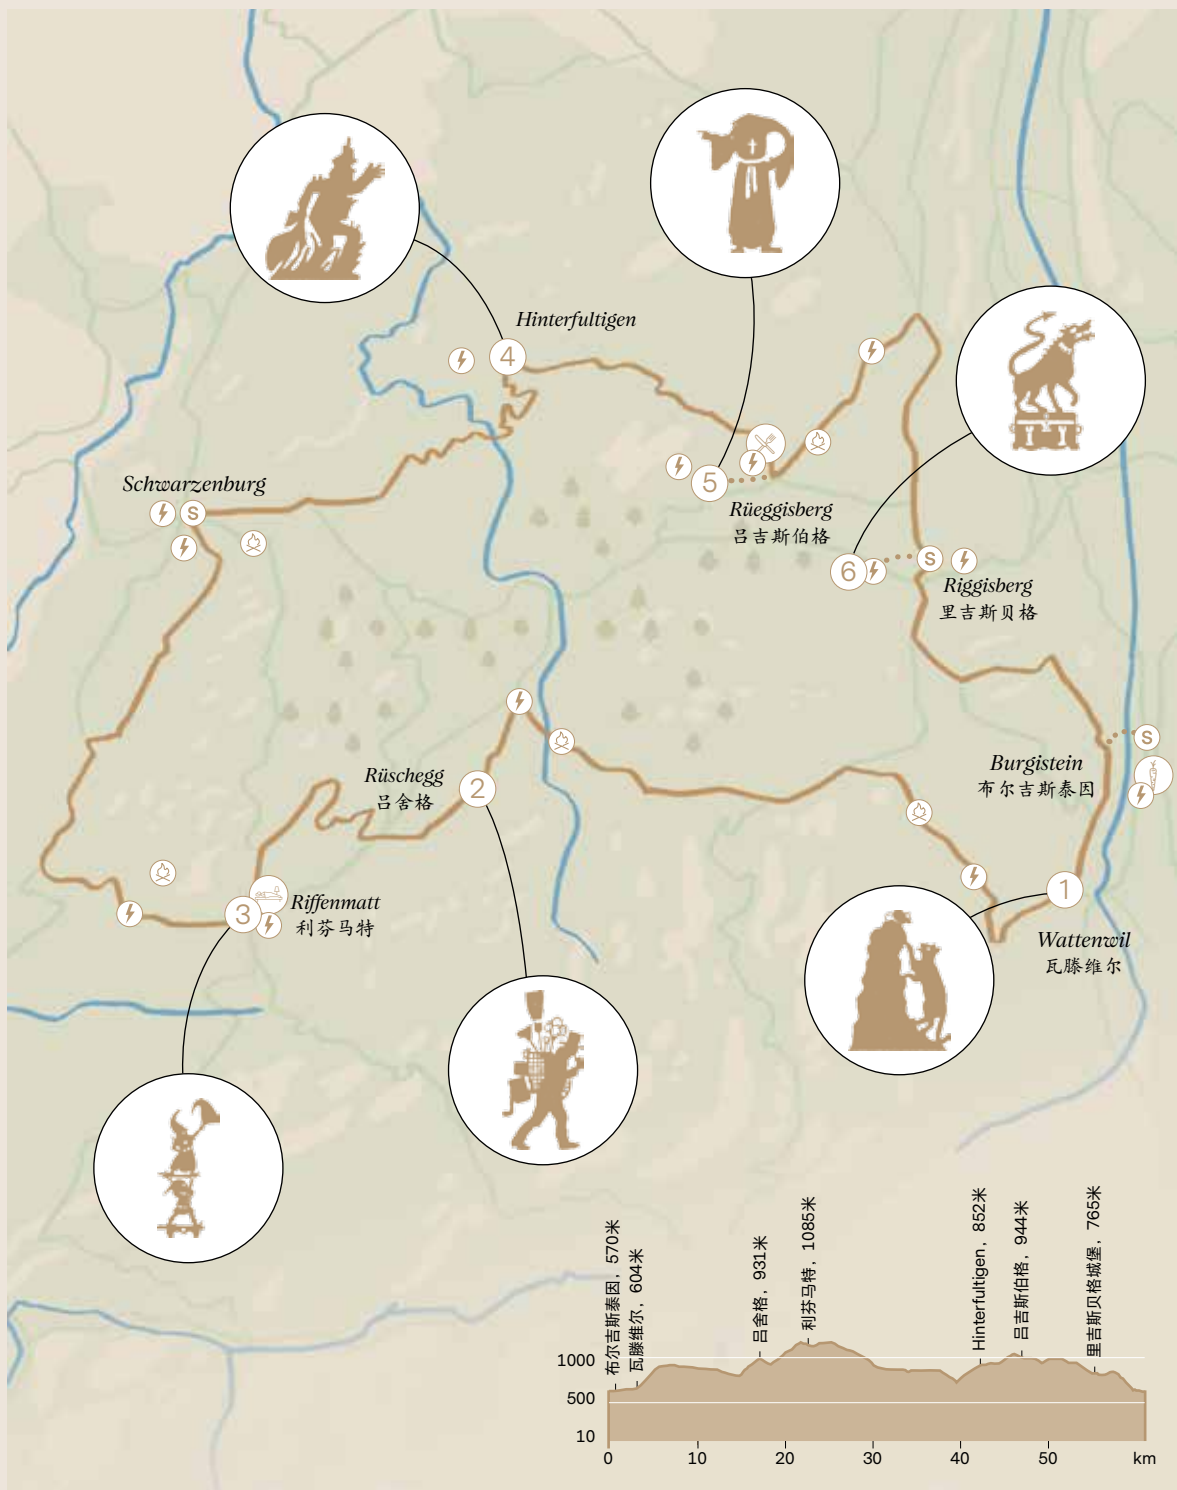 Hinterfultigen
4
5
Schwarzenburg
S
Rüeggisberg
吕吉斯伯格
6
S
Riggisberg
里吉斯贝格
S
Burgistein
布尔吉斯泰因
Rüschegg
吕舍格
2
1
3
Riffenmatt
利芬马特
Wattenwil
瓦滕维尔
布尔吉斯泰因，570米
瓦滕维尔，604米
吕舍格，931米
利芬马特，1085米
Hinterfultigen，852米
吕吉斯伯格，944米
里吉斯贝格城堡，765米
1000
500
10
0 10 20 30 40 50 km